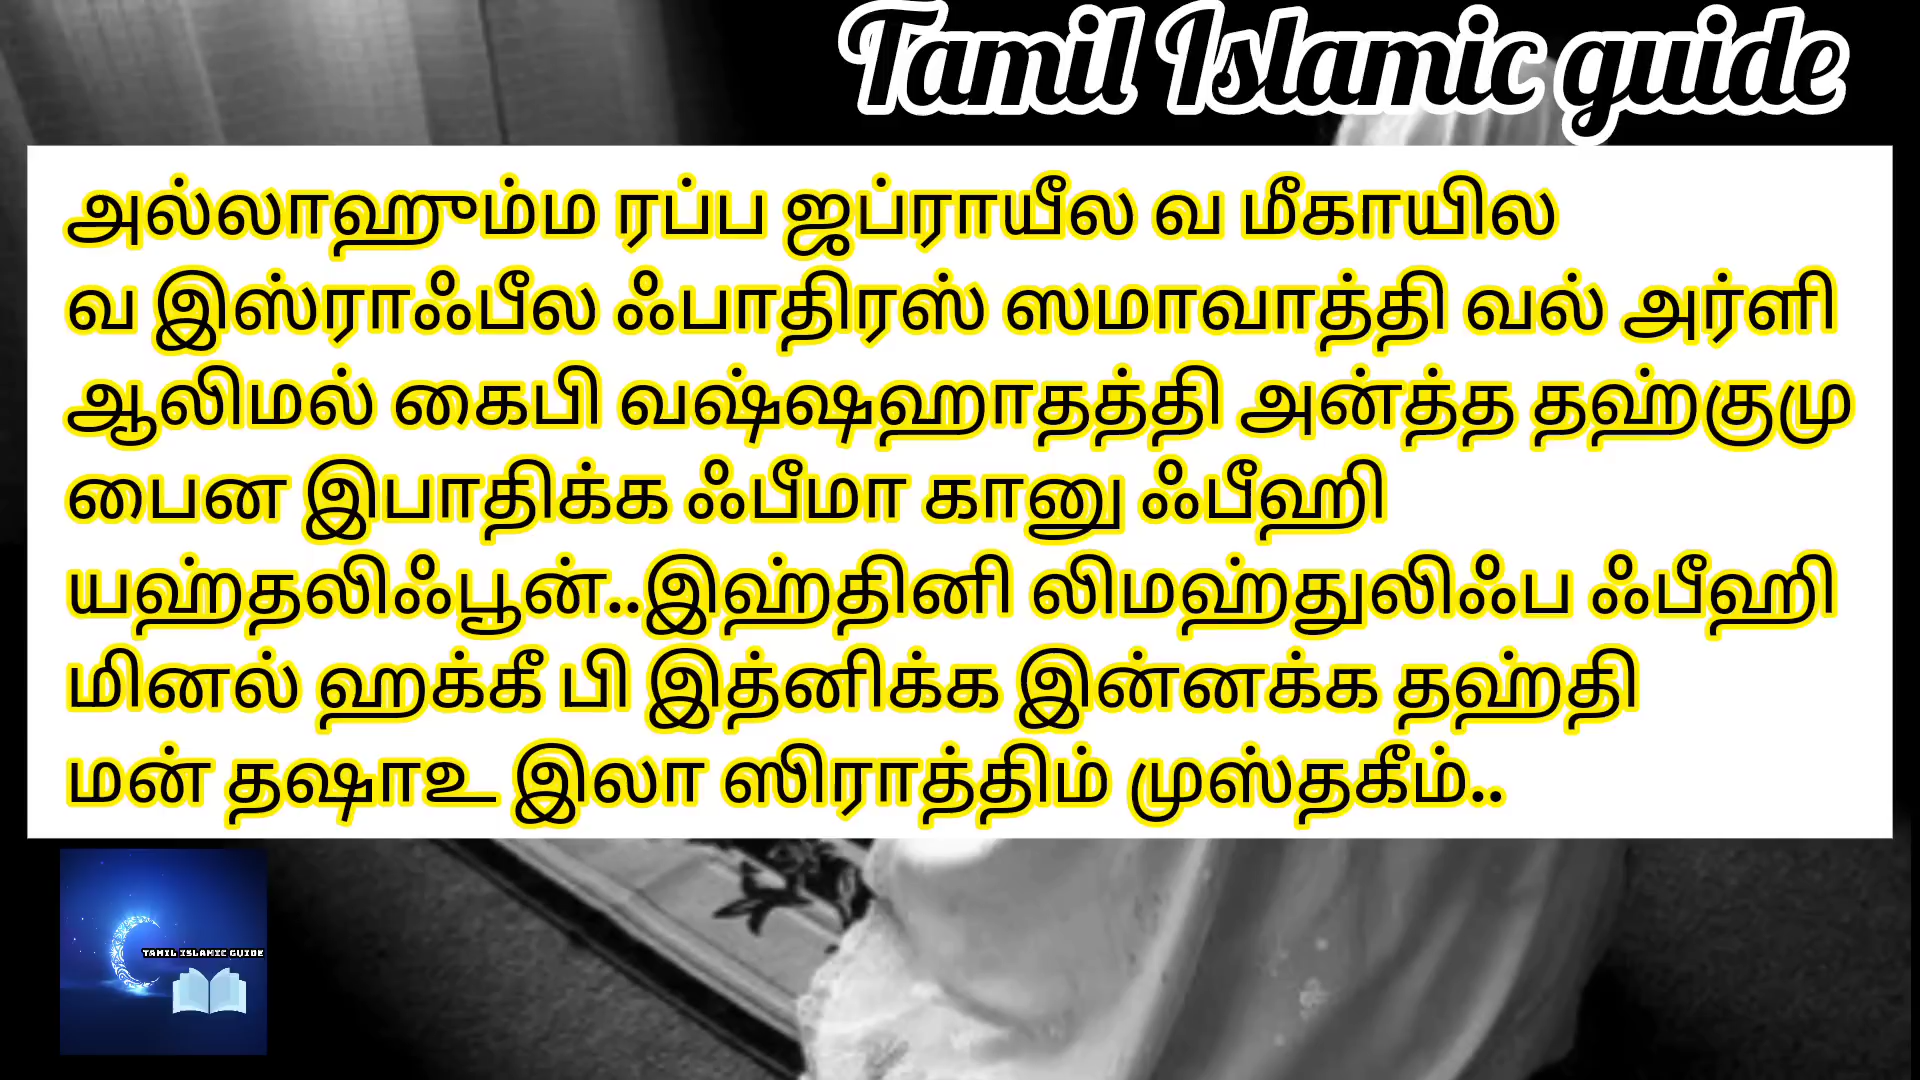 Tamil Islamic guide
அல்லாஹும்ம ரப்ப ஜப்ராயீல வ மீகாயில
வ இஸ்ராஃபீல ஃபாதிரஸ் ஸமாவாத்தி வல் அர்ளி
ஆலிமல் கைபி வஷ்ஷஹாதத்தி அன்த்த தஹ்குமு
பைன இபாதிக்க ஃபீமா கானு ஃபீஹி
யஹ்தலிஃபூன்..இஹ்தினி லிமஹ்துலிஃப ஃபீஹி
மினல் ஹக்கீ பி இத்னிக்க இன்னக்க தஹ்தி
மன் தஷாஉ இலா ஸிராத்திம் முஸ்தகீம்..
TAMIL ISLAMIC GUIDE